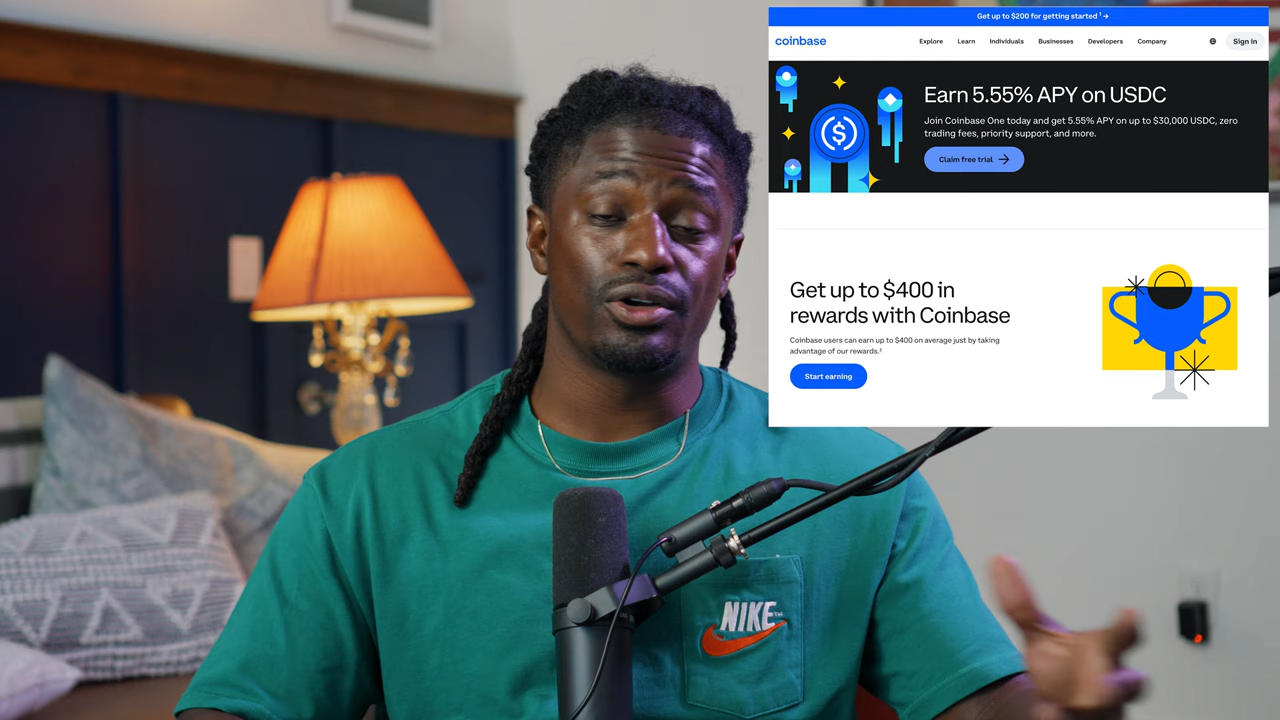 Get up to $200 for getting started ¹ →
coinbase
Explore Learn Individuals Businesses Developers Company Sign in
Earn 5.55% APY on USDC
Join Coinbase One today and get 5.55% APY on up to $30,000 USDC, zero
trading fees, priority support, and more.
Claim free trial →
Get up to $400 in
rewards with Coinbase
Coinbase users can earn up to $400 on average just by taking
advantage of our rewards.²
Start earning
NIKE™